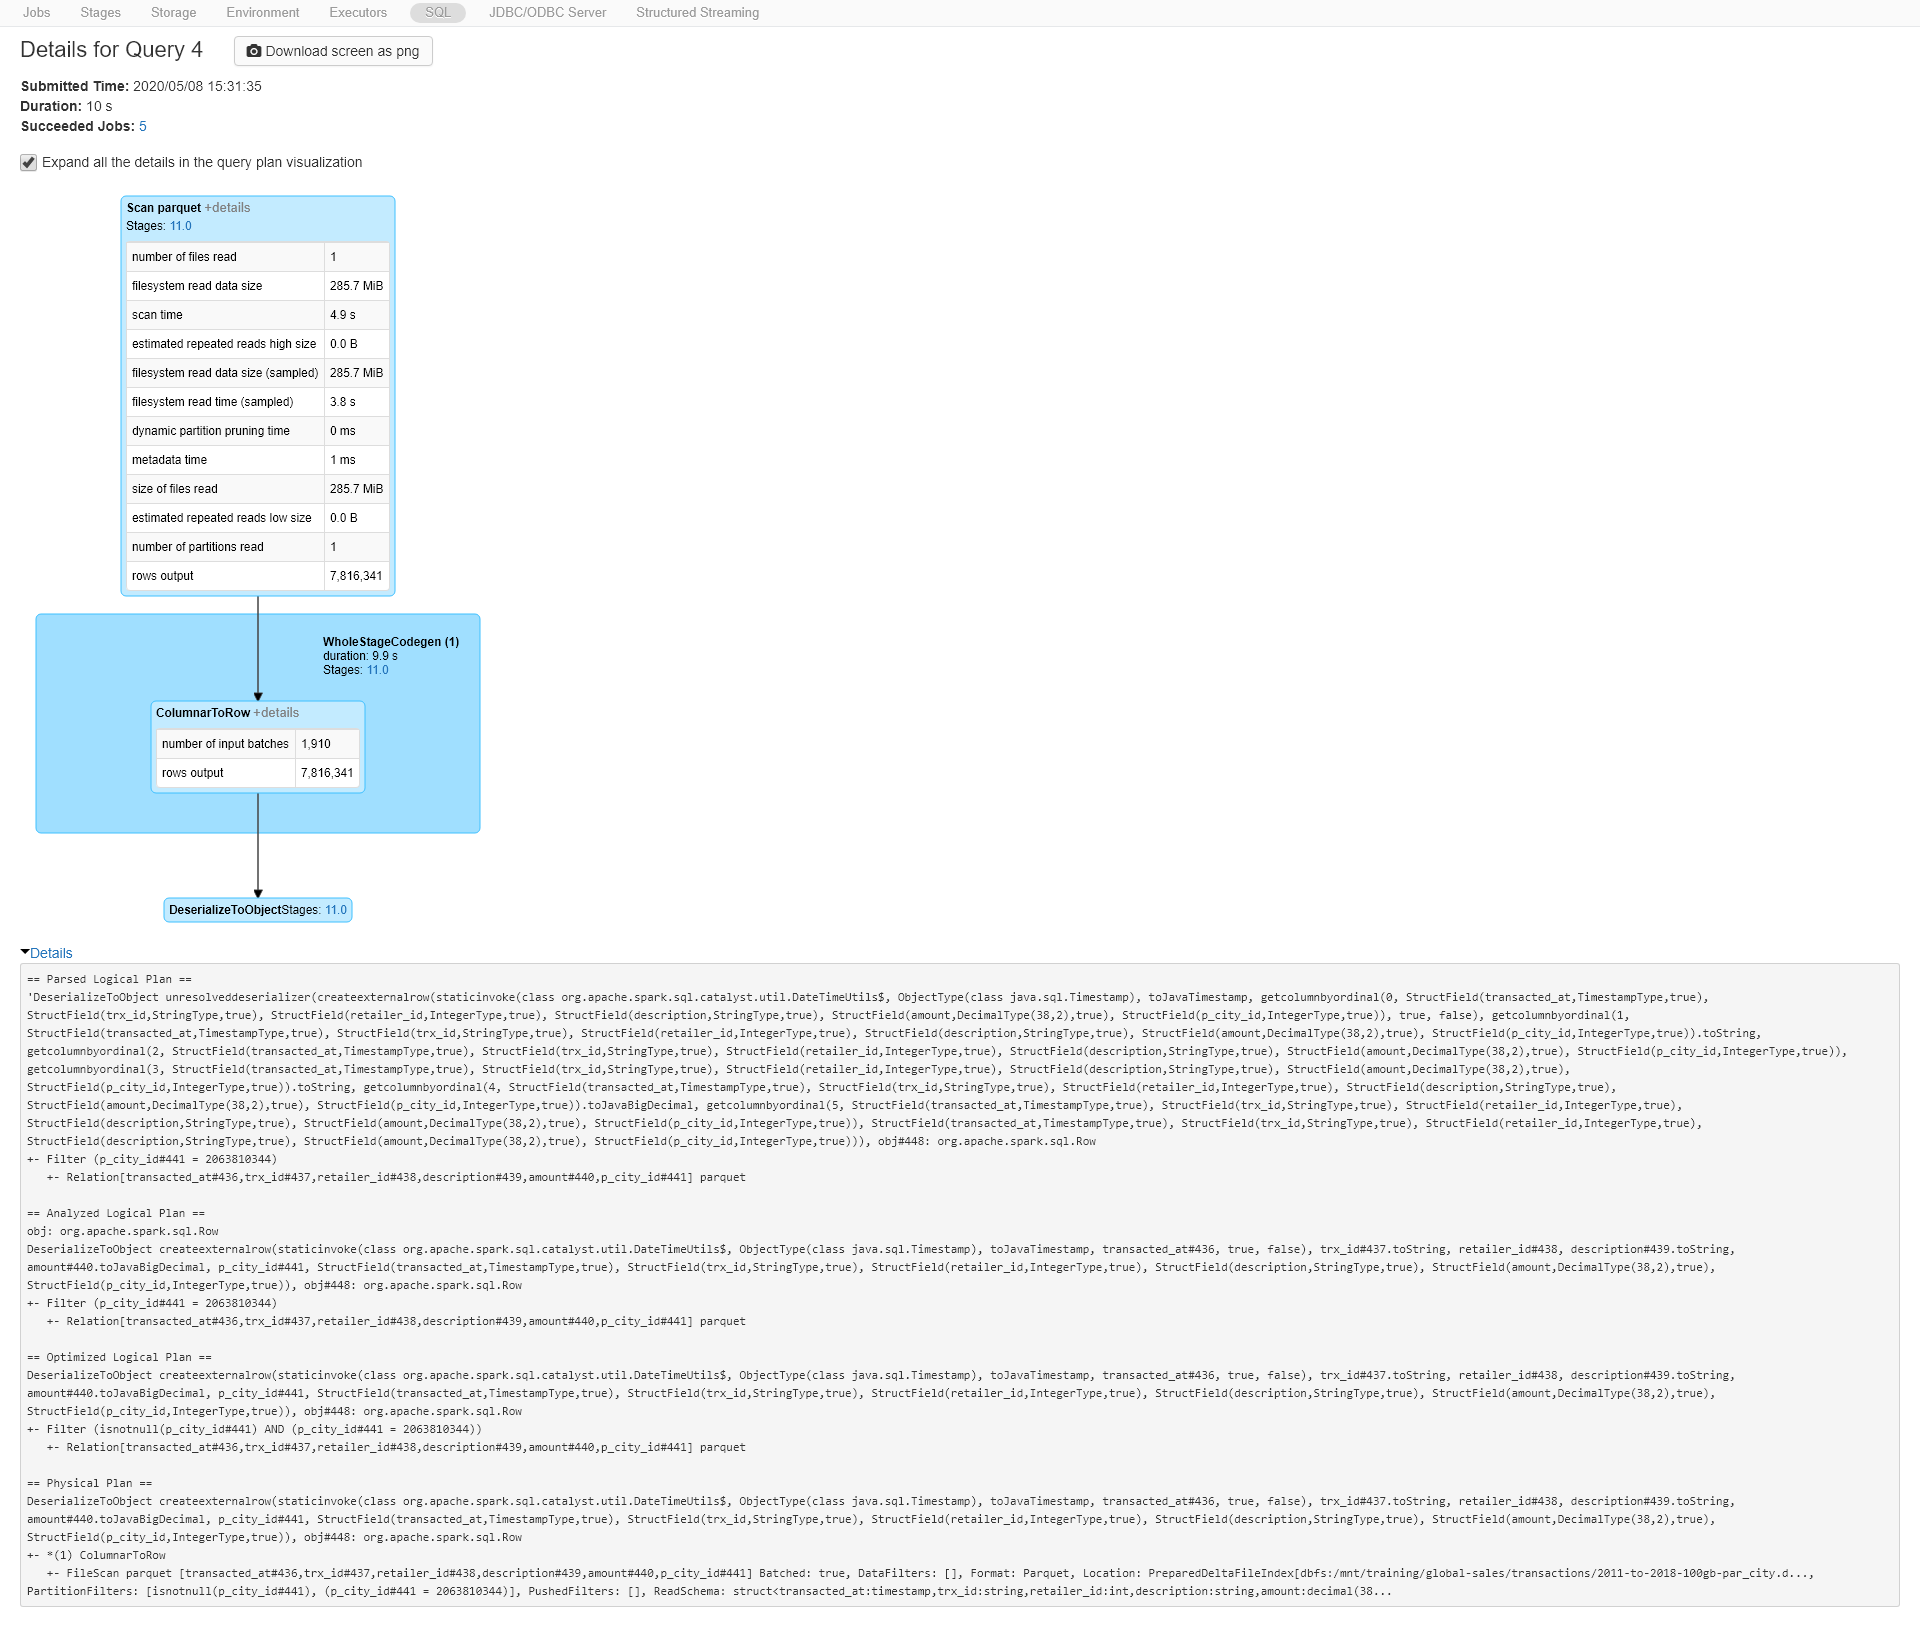 Jobs Stages Storage Environment Executors SQL JDBC/ODBC Server Structured Streaming
Details for Query 4 Download screen as png
Submitted Time: 2020/05/08 15:31:35
Duration: 10 s
Succeeded Jobs: 5
Expand all the details in the query plan visualization
Scan parquet +details
Stages: 11.0
number of files read 1
filesystem read data size 285.7 MiB
scan time 4.9 s
estimated repeated reads high size 0.0 B
filesystem read data size (sampled) 285.7 MiB
filesystem read time (sampled) 3.8 s
dynamic partition pruning time 0 ms
metadata time 1 ms
size of files read 285.7 MiB
estimated repeated reads low size 0.0 B
number of partitions read 1
rows output 7,816,341
WholeStageCodegen (1)
duration: 9.9 s
Stages: 11.0
ColumnarToRow +details
number of input batches 1,910
rows output 7,816,341
DeserializeToObjectStages: 11.0
Details
== Parsed Logical Plan ==
'DeserializeToObject unresolveddeserializer(createexternalrow(staticinvoke(class org.apache.spark.sql.catalyst.util.DateTimeUtils$, ObjectType(class java.sql.Timestamp), toJavaTimestamp, getcolumnbyordinal(0, StructField(transacted_at,TimestampType,true),
StructField(trx_id,StringType,true), StructField(retailer_id,IntegerType,true), StructField(description,StringType,true), StructField(amount,DecimalType(38,2),true), StructField(p_city_id,IntegerType,true)), true, false), getcolumnbyordinal(1,
StructField(transacted_at,TimestampType,true), StructField(trx_id,StringType,true), StructField(retailer_id,IntegerType,true), StructField(description,StringType,true), StructField(amount,DecimalType(38,2),true), StructField(p_city_id,IntegerType,true)).toString,
getcolumnbyordinal(2, StructField(transacted_at,TimestampType,true), StructField(trx_id,StringType,true), StructField(retailer_id,IntegerType,true), StructField(description,StringType,true), StructField(amount,DecimalType(38,2),true), StructField(p_city_id,IntegerType,true)),
getcolumnbyordinal(3, StructField(transacted_at,TimestampType,true), StructField(trx_id,StringType,true), StructField(retailer_id,IntegerType,true), StructField(description,StringType,true), StructField(amount,DecimalType(38,2),true),
StructField(p_city_id,IntegerType,true)).toString, getcolumnbyordinal(4, StructField(transacted_at,TimestampType,true), StructField(trx_id,StringType,true), StructField(retailer_id,IntegerType,true), StructField(description,StringType,true),
StructField(amount,DecimalType(38,2),true), StructField(p_city_id,IntegerType,true)).toJavaBigDecimal, getcolumnbyordinal(5, StructField(transacted_at,TimestampType,true), StructField(trx_id,StringType,true), StructField(retailer_id,IntegerType,true),
StructField(description,StringType,true), StructField(amount,DecimalType(38,2),true), StructField(p_city_id,IntegerType,true)), StructField(transacted_at,TimestampType,true), StructField(trx_id,StringType,true), StructField(retailer_id,IntegerType,true),
StructField(description,StringType,true), StructField(amount,DecimalType(38,2),true), StructField(p_city_id,IntegerType,true))), obj#448: org.apache.spark.sql.Row
+- Filter (p_city_id#441 = 2063810344)
+- Relation[transacted_at#436,trx_id#437,retailer_id#438,description#439,amount#440,p_city_id#441] parquet
== Analyzed Logical Plan ==
obj: org.apache.spark.sql.Row
DeserializeToObject createexternalrow(staticinvoke(class org.apache.spark.sql.catalyst.util.DateTimeUtils$, ObjectType(class java.sql.Timestamp), toJavaTimestamp, transacted_at#436, true, false), trx_id#437.toString, retailer_id#438, description#439.toString,
amount#440.toJavaBigDecimal, p_city_id#441, StructField(transacted_at,TimestampType,true), StructField(trx_id,StringType,true), StructField(retailer_id,IntegerType,true), StructField(description,StringType,true), StructField(amount,DecimalType(38,2),true),
StructField(p_city_id,IntegerType,true)), obj#448: org.apache.spark.sql.Row
+- Filter (p_city_id#441 = 2063810344)
+- Relation[transacted_at#436,trx_id#437,retailer_id#438,description#439,amount#440,p_city_id#441] parquet
== Optimized Logical Plan ==
DeserializeToObject createexternalrow(staticinvoke(class org.apache.spark.sql.catalyst.util.DateTimeUtils$, ObjectType(class java.sql.Timestamp), toJavaTimestamp, transacted_at#436, true, false), trx_id#437.toString, retailer_id#438, description#439.toString,
amount#440.toJavaBigDecimal, p_city_id#441, StructField(transacted_at,TimestampType,true), StructField(trx_id,StringType,true), StructField(retailer_id,IntegerType,true), StructField(description,StringType,true), StructField(amount,DecimalType(38,2),true),
StructField(p_city_id,IntegerType,true)), obj#448: org.apache.spark.sql.Row
+- Filter (isnotnull(p_city_id#441) AND (p_city_id#441 = 2063810344))
+- Relation[transacted_at#436,trx_id#437,retailer_id#438,description#439,amount#440,p_city_id#441] parquet
== Physical Plan ==
DeserializeToObject createexternalrow(staticinvoke(class org.apache.spark.sql.catalyst.util.DateTimeUtils$, ObjectType(class java.sql.Timestamp), toJavaTimestamp, transacted_at#436, true, false), trx_id#437.toString, retailer_id#438, description#439.toString,
amount#440.toJavaBigDecimal, p_city_id#441, StructField(transacted_at,TimestampType,true), StructField(trx_id,StringType,true), StructField(retailer_id,IntegerType,true), StructField(description,StringType,true), StructField(amount,DecimalType(38,2),true),
StructField(p_city_id,IntegerType,true)), obj#448: org.apache.spark.sql.Row
+- *(1) ColumnarToRow
+- FileScan parquet [transacted_at#436,trx_id#437,retailer_id#438,description#439,amount#440,p_city_id#441] Batched: true, DataFilters: [], Format: Parquet, Location: PreparedDeltaFileIndex[dbfs:/mnt/training/global-sales/transactions/2011-to-2018-100gb-par_city.d...,
PartitionFilters: [isnotnull(p_city_id#441), (p_city_id#441 = 2063810344)], PushedFilters: [], ReadSchema: struct<transacted_at:timestamp,trx_id:string,retailer_id:int,description:string,amount:decimal(38...